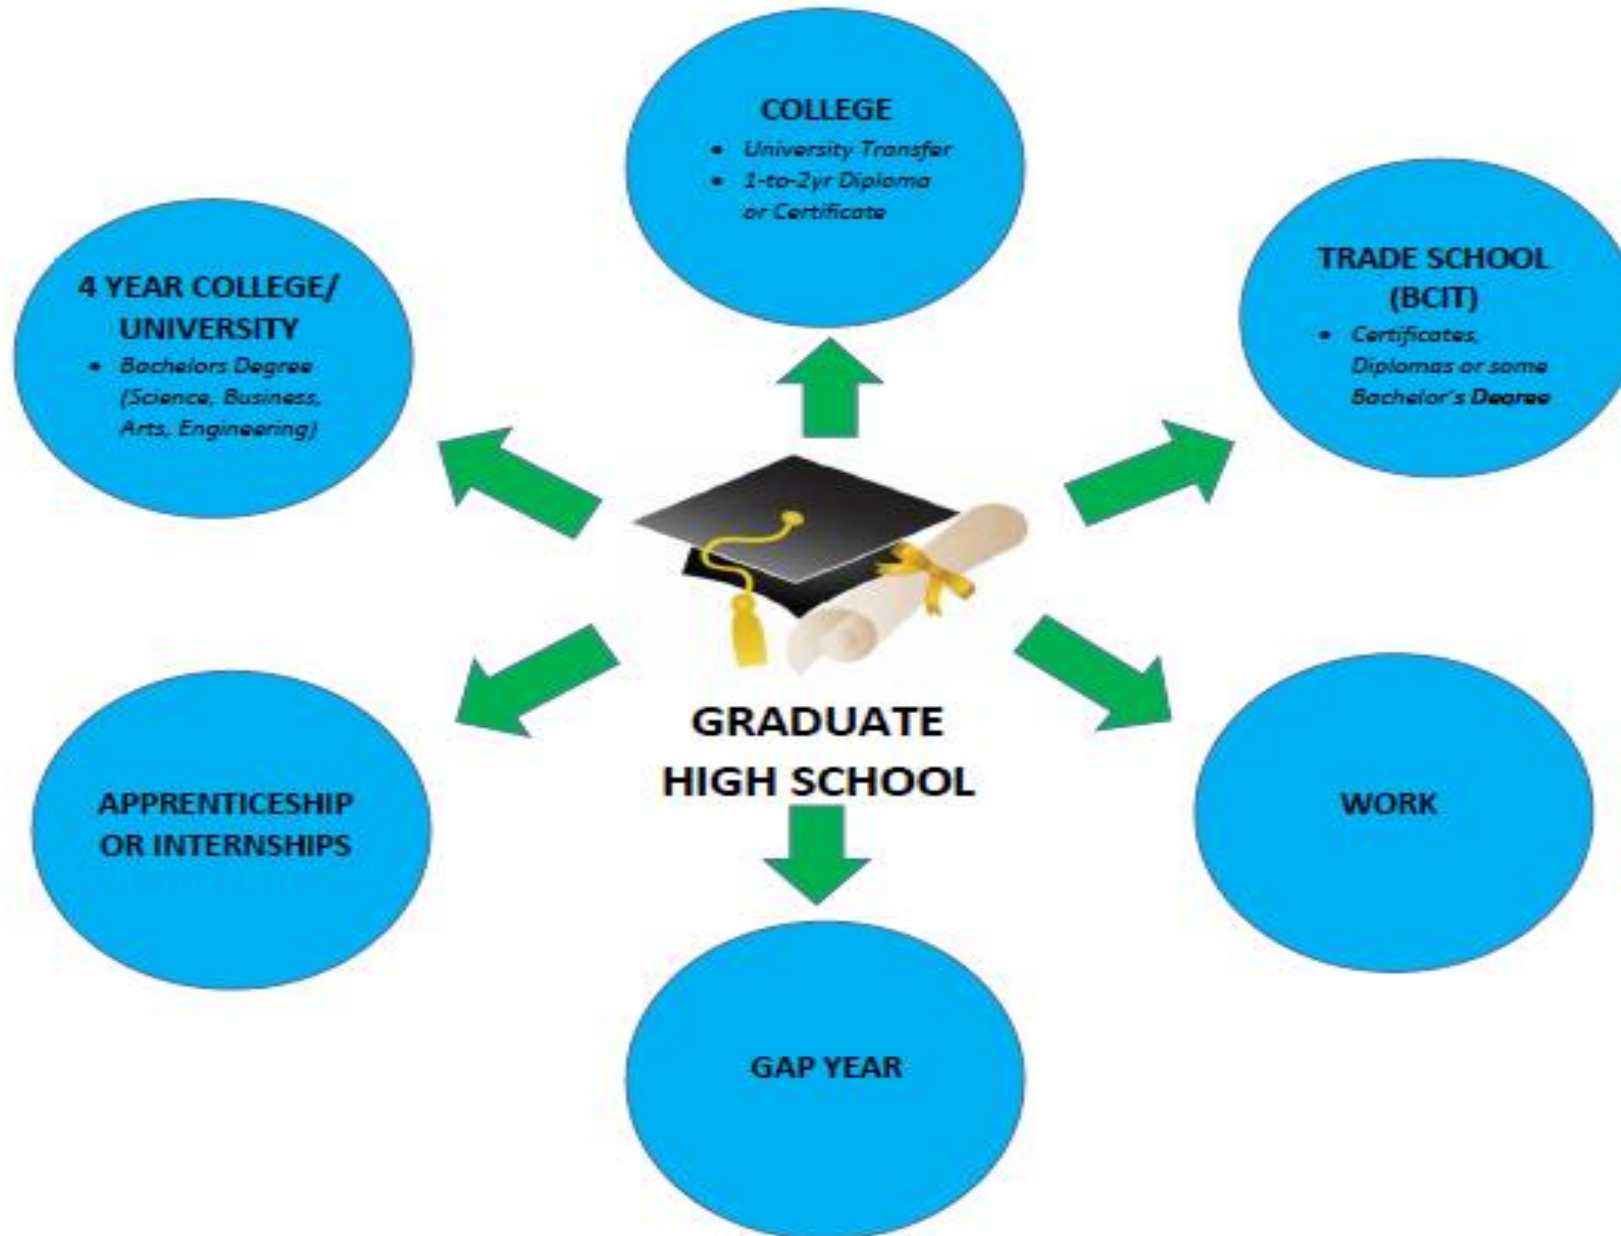 COLLEGE
• University Transfer
• 1-to-2yr Diploma
or Certificate
TRADE SCHOOL
(BCIT)
• Certificates,
Diplomas or some
Bachelor's Degree
4 YEAR COLLEGE/
UNIVERSITY
• Bachelors Degree
(Science, Business,
Arts, Engineering)
GRADUATE
HIGH SCHOOL
APPRENTICESHIP
OR INTERNSHIPS
WORK
GAP YEAR